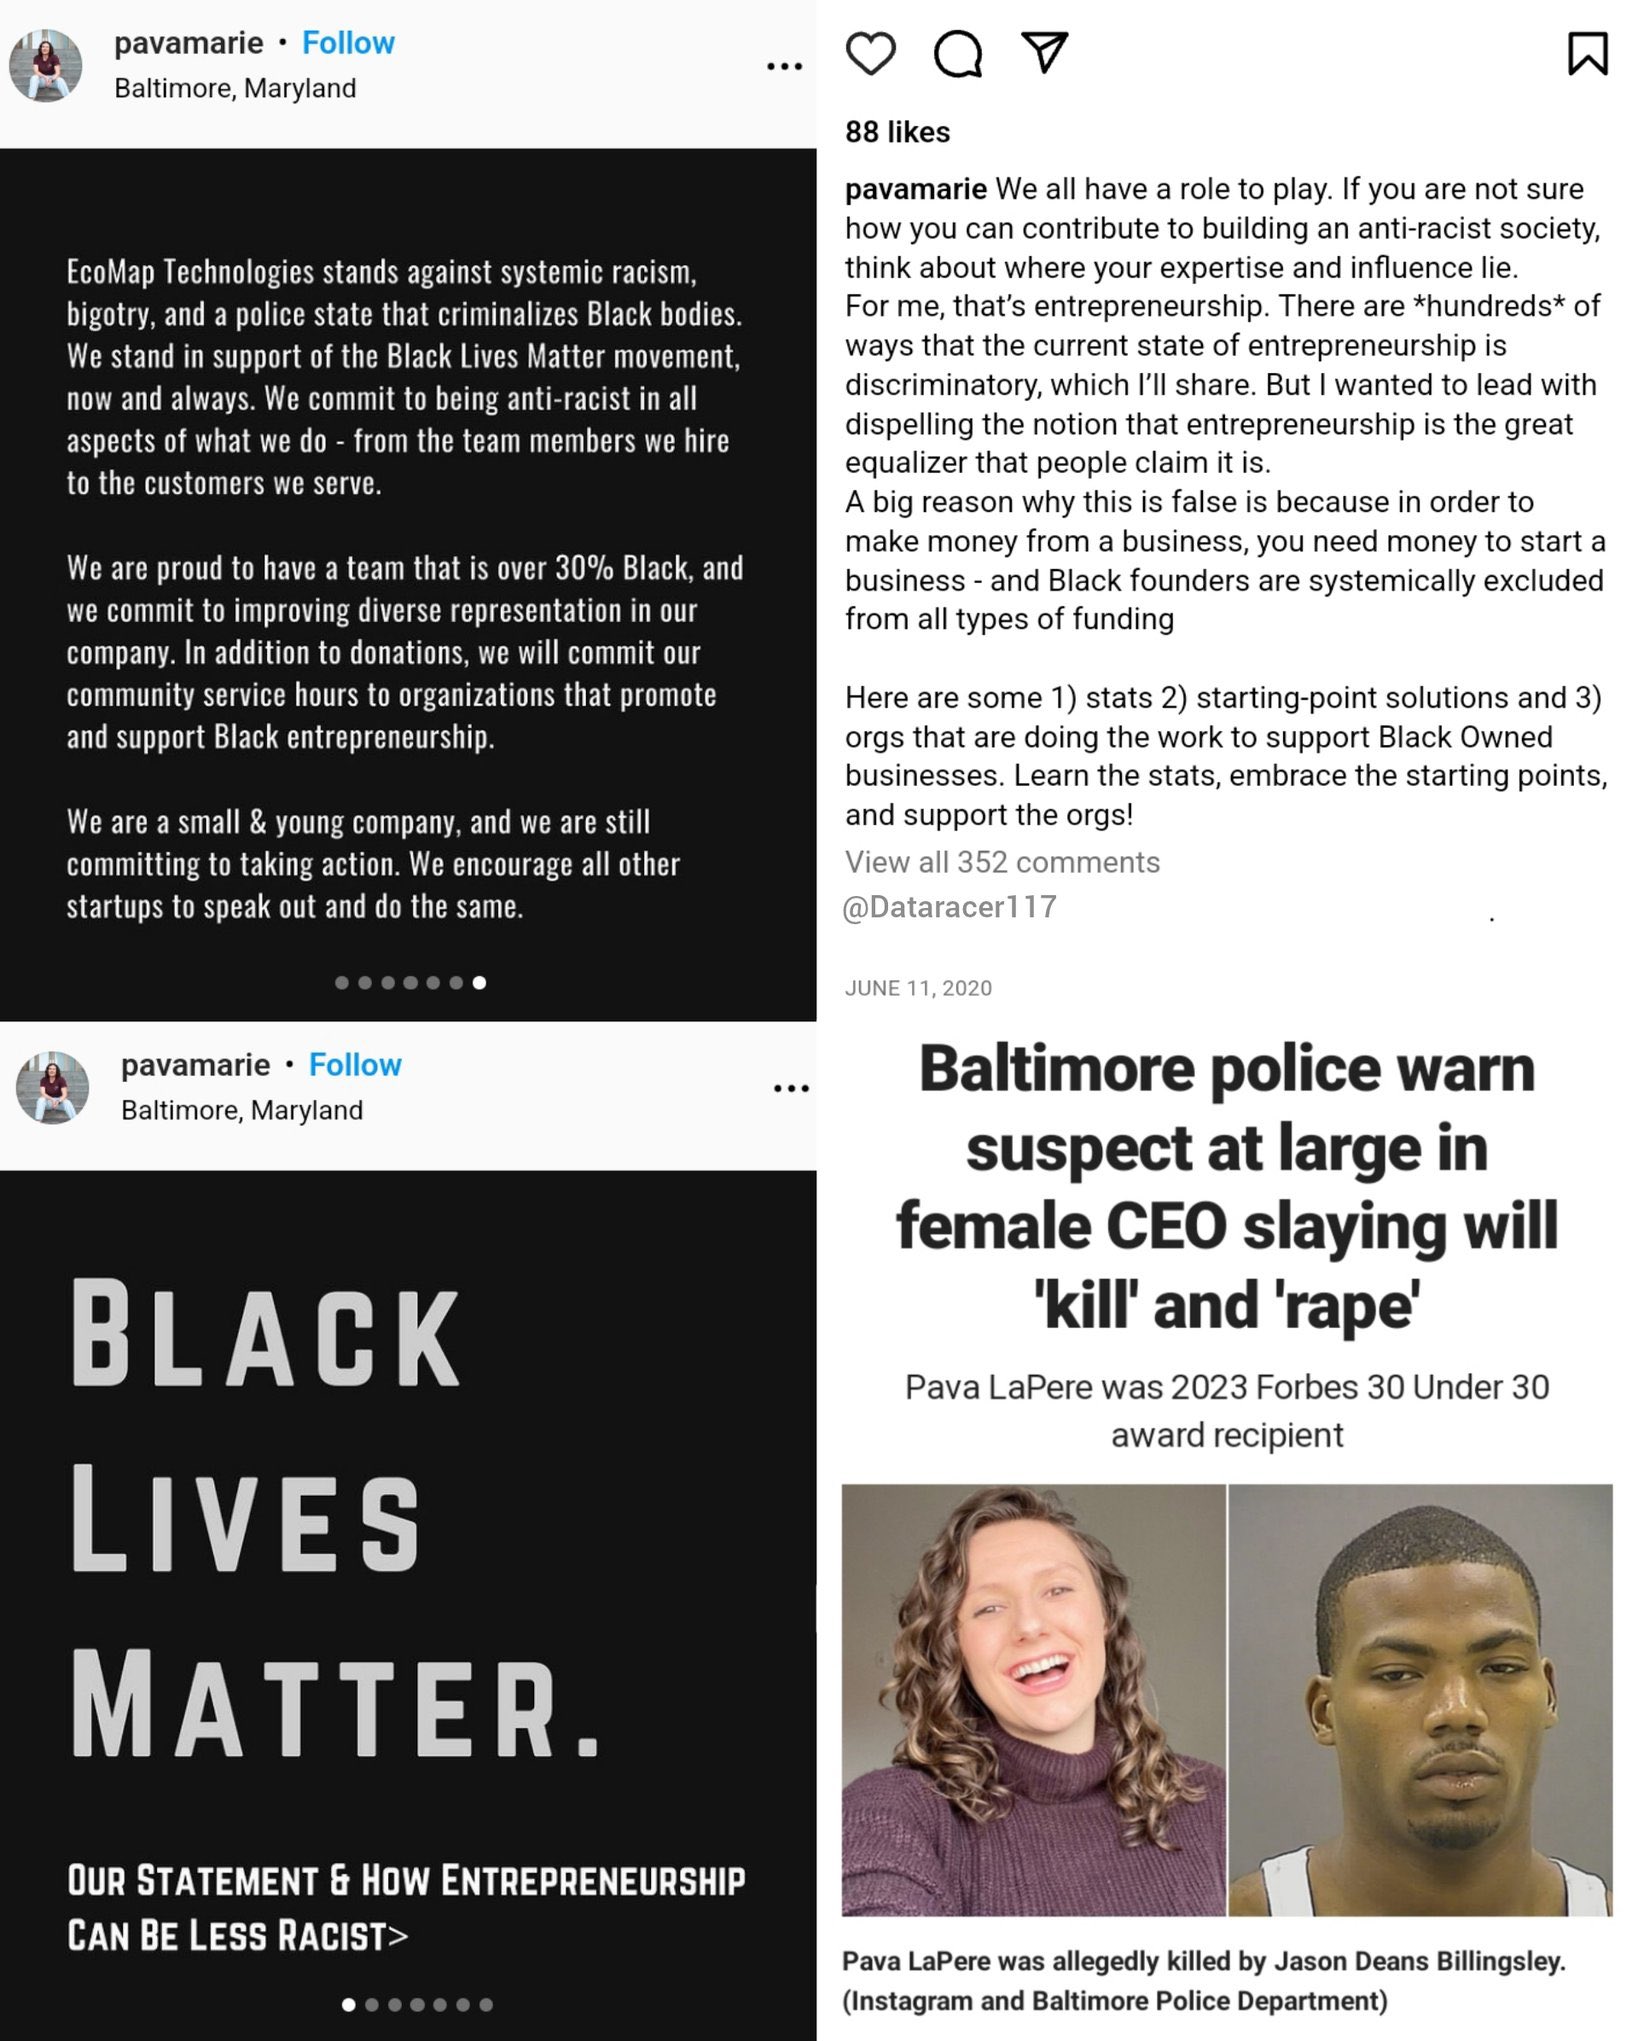 pavamarie • Follow
Baltimore, Maryland
EcoMap Technologies stands against systemic racism,
bigotry, and a police state that criminalizes Black bodies.
We stand in support of the Black Lives Matter movement,
now and always. We commit to being anti-racist in all
aspects of what we do - from the team members we hire
to the customers we serve.
We are proud to have a team that is over 30% Black, and
we commit to improving diverse representation in our
company. In addition to donations, we will commit our
community service hours to organizations that promote
and support Black entrepreneurship.
We are a small & young company, and we are still
committing to taking action. We encourage all other
startups to speak out and do the same.
pavamarie • Follow
Baltimore, Maryland
BLACK
LIVES
MATTER.
OUR STATEMENT & HOW ENTREPRENEURSHIP
CAN BE LESS RACIST>
88 likes
pavamarie We all have a role to play. If you are not sure
how you can contribute to building an anti-racist society,
think about where your expertise and influence lie.
For me, that’s entrepreneurship. There are *hundreds* of
ways that the current state of entrepreneurship is
discriminatory, which I’ll share. But I wanted to lead with
dispelling the notion that entrepreneurship is the great
equalizer that people claim it is.
A big reason why this is false is because in order to
make money from a business, you need money to start a
business - and Black founders are systemically excluded
from all types of funding
Here are some 1) stats 2) starting-point solutions and 3)
orgs that are doing the work to support Black Owned
businesses. Learn the stats, embrace the starting points,
and support the orgs!
View all 352 comments
@Dataracer117
JUNE 11, 2020
Baltimore police warn
suspect at large in
female CEO slaying will
'kill' and 'rape'
Pava LaPere was 2023 Forbes 30 Under 30
award recipient
Pava LaPere was allegedly killed by Jason Deans Billingsley.
(Instagram and Baltimore Police Department)